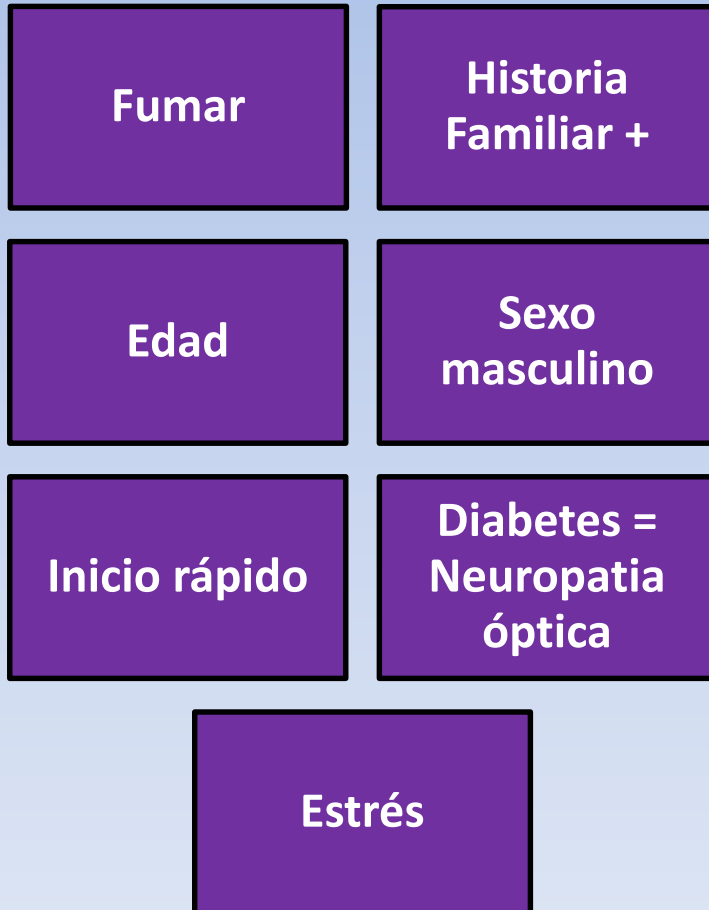 Fumar
Historia
Familiar +
Edad
Sexo
masculino
Inicio rápido
Diabetes =
Neuropatia
óptica
Estrés